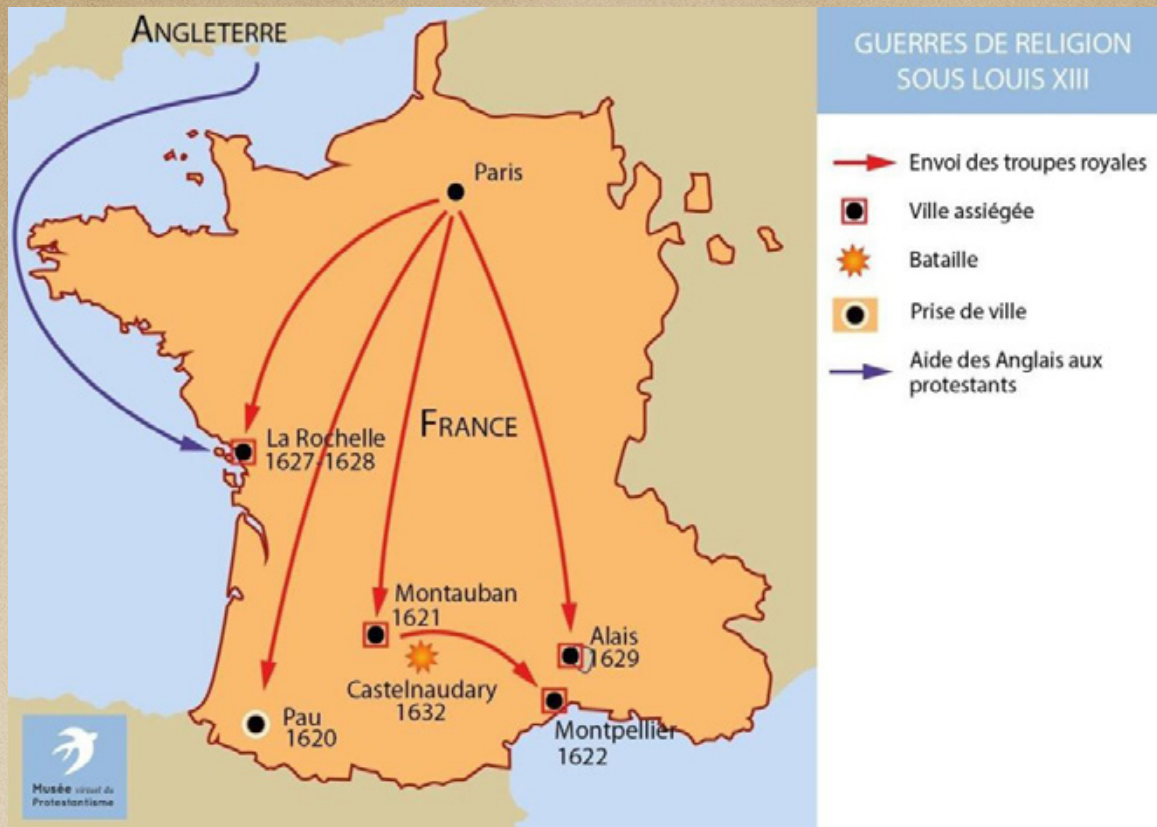 ANGLETERRE
GUERRES DE RELIGION
SOUS LOUIS XIII
Envoi des troupes royales
Ville assiégée
Bataille
Prise de ville
Aide des Anglais aux
protestants
Paris
FRANCE
La Rochelle
1627-1628
Montauban
1621
Alais
1629
Castelnaudary
1632
Pau
1620
Montpellier
1622
Musée virtuel du
Protestantisme